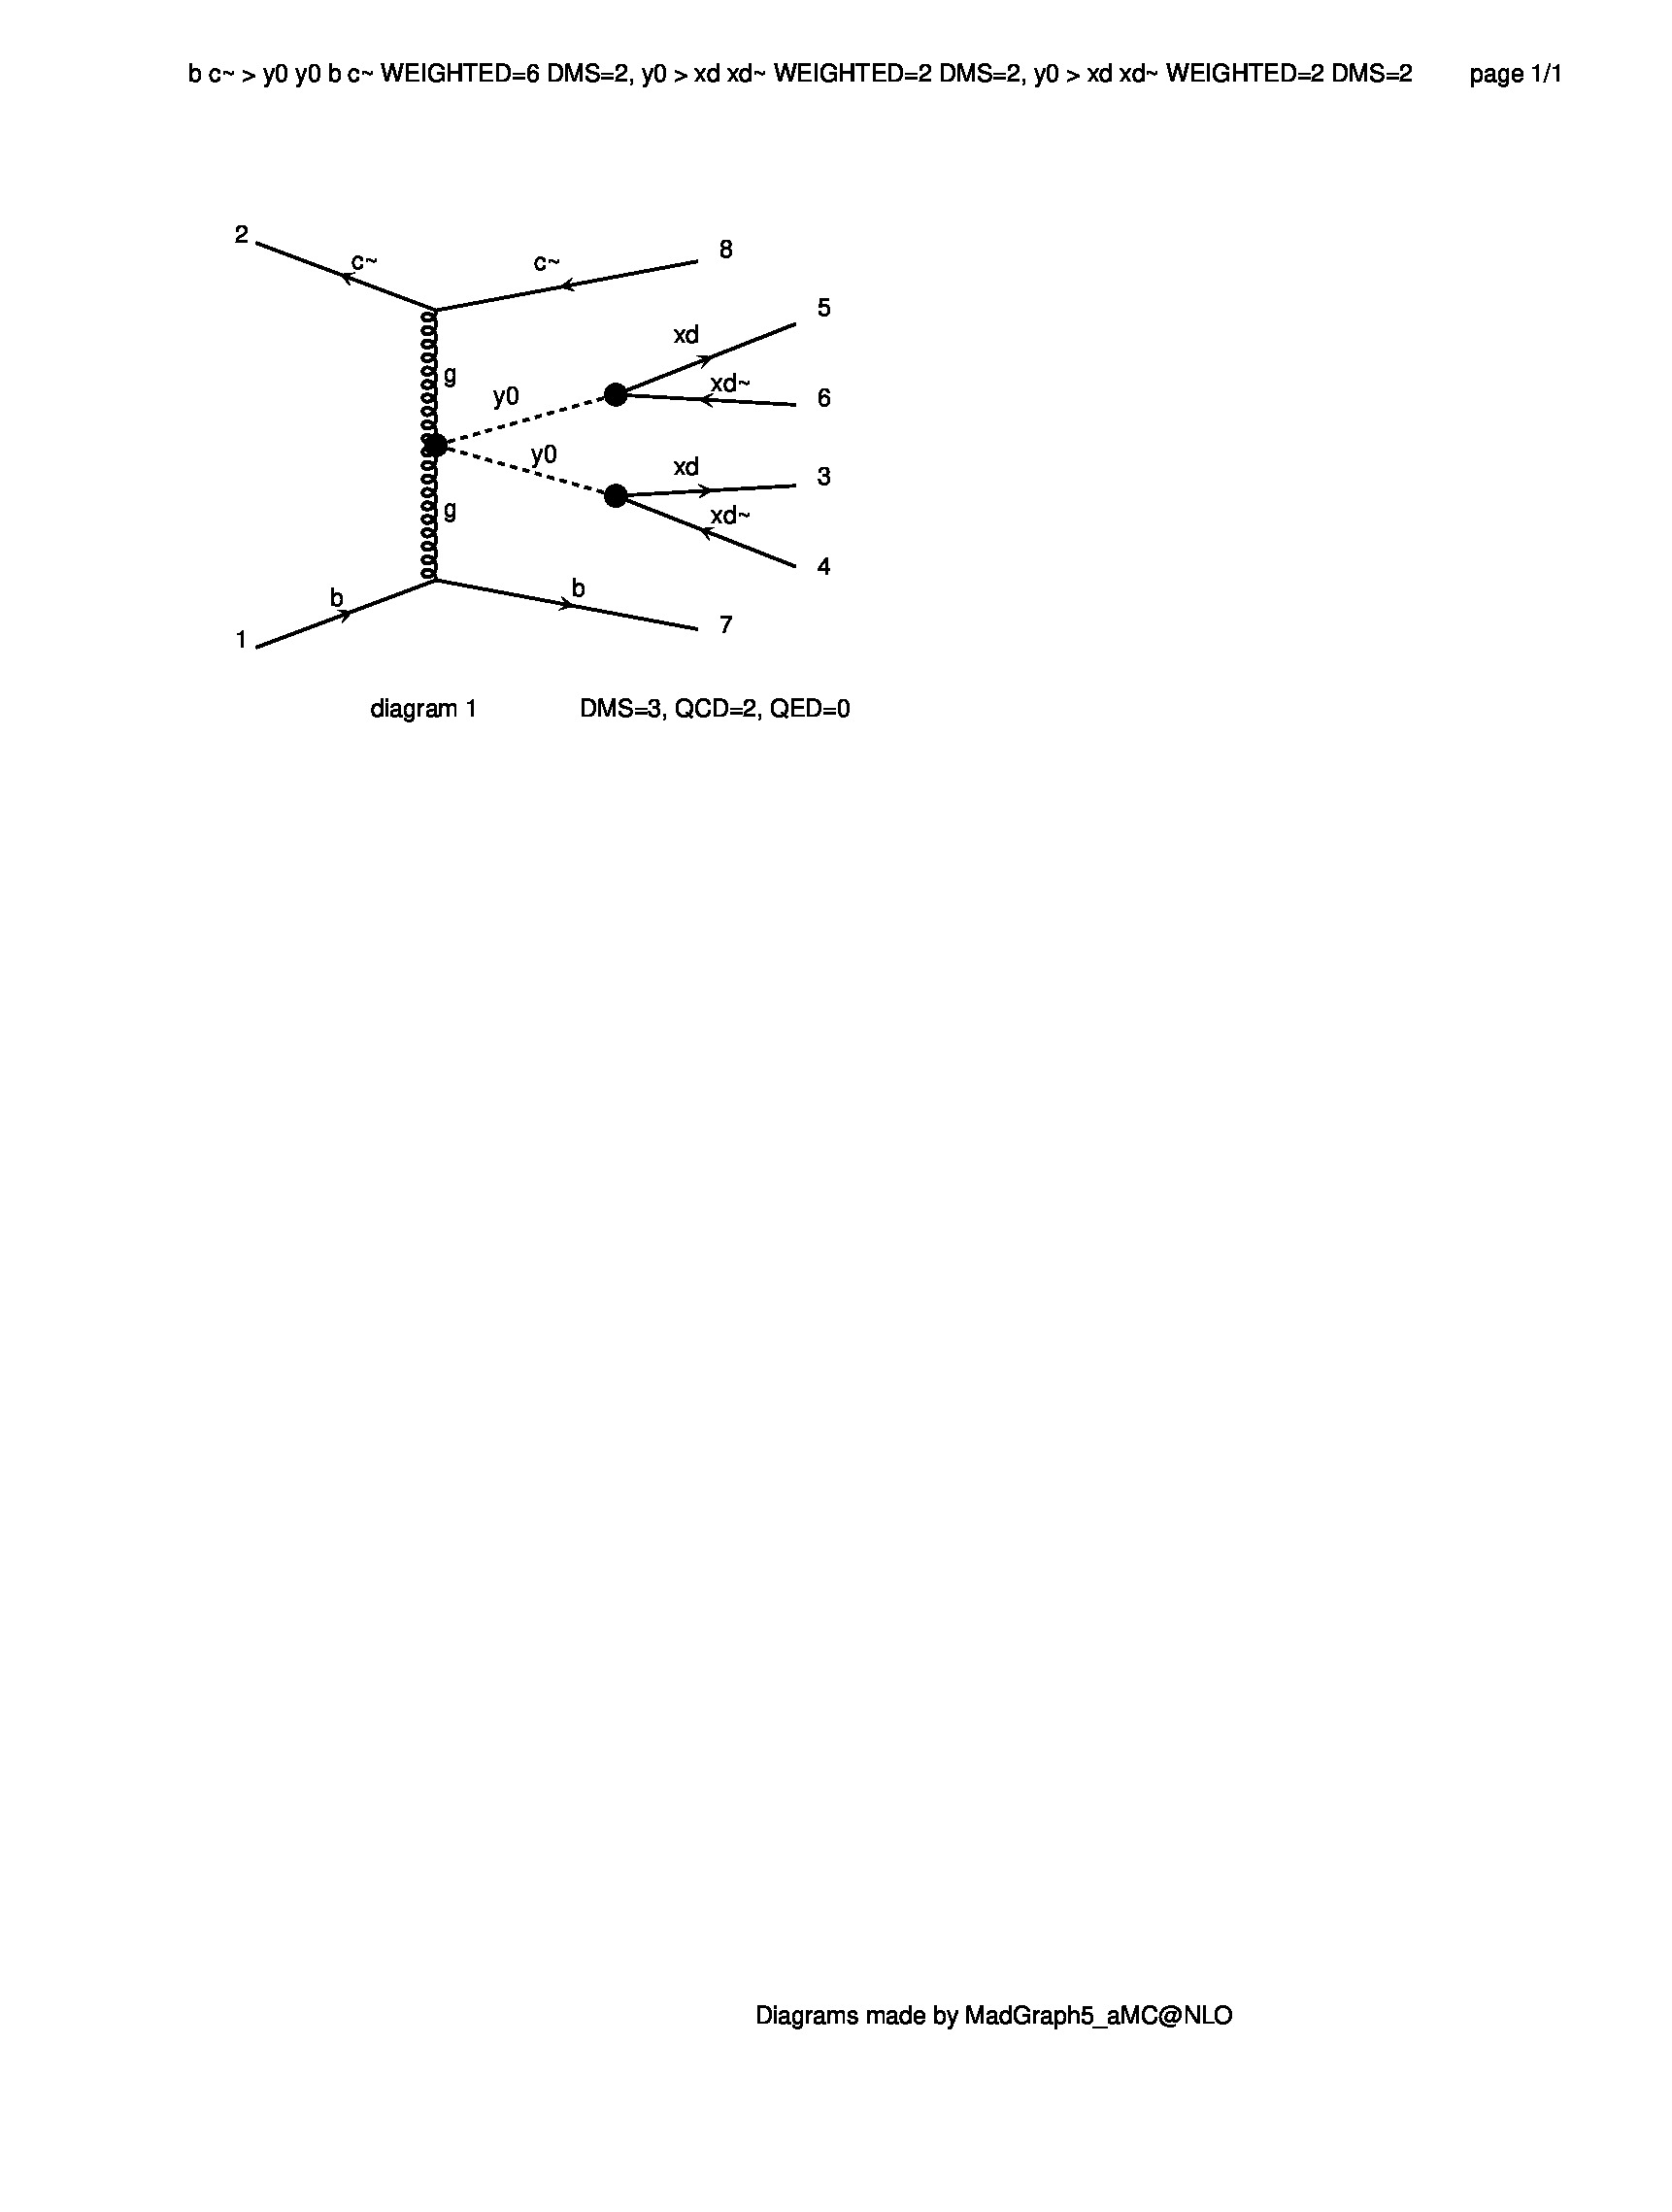 b c~ > y0 y0 b c~ WEIGHTED=6 DMS=2, y0 > xd xd~ WEIGHTED=2 DMS=2, y0 > xd xd~ WEIGHTED=2 DMS=2 page 1/1
2
c~
c~
8
5
xd
xd~
6
g
y0
y0
xd
3
xd~
4
g
b
b
7
1
diagram 1 DMS=3, QCD=2, QED=0
Diagrams made by MadGraph5_aMC@NLO